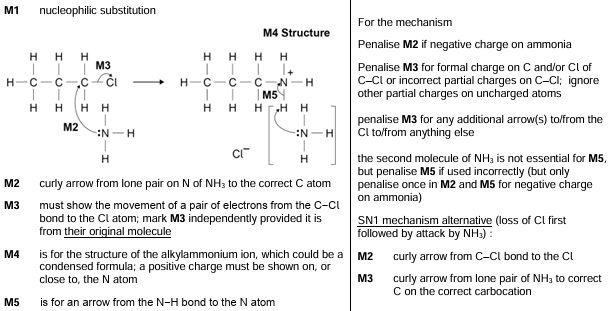 M1 nucleophilic substitution
M4 Structure
H H H M3
H–C–C–C–Cl
H H H
M2
:N–H
H
H
H H H H
+
H–C–C–C–N–H
M5
H H H H
H
:N–H
H
Cl⁻
M2 curly arrow from lone pair on N of NH₃ to the correct C atom
M3 must show the movement of a pair of electrons from the C–Cl
bond to the Cl atom; mark M3 independently provided it is
from their original molecule
M4 is for the structure of the alkylammonium ion, which could be a
condensed formula; a positive charge must be shown on, or
close to, the N atom
M5 is for an arrow from the N–H bond to the N atom
For the mechanism
Penalise M2 if negative charge on ammonia
Penalise M3 for formal charge on C and/or Cl of
C–Cl or incorrect partial charges on C–Cl; ignore
other partial charges on uncharged atoms
penalise M3 for any additional arrow(s) to/from the
Cl to/from anything else
the second molecule of NH₃ is not essential for M5,
but penalise M5 if used incorrectly (but only
penalise once in M2 and M5 for negative charge
on ammonia)
SN1 mechanism alternative (loss of Cl first
followed by attack by NH₃) :
M2 curly arrow from C–Cl bond to the Cl
M3 curly arrow from lone pair of NH₃ to correct
C on the correct carbocation